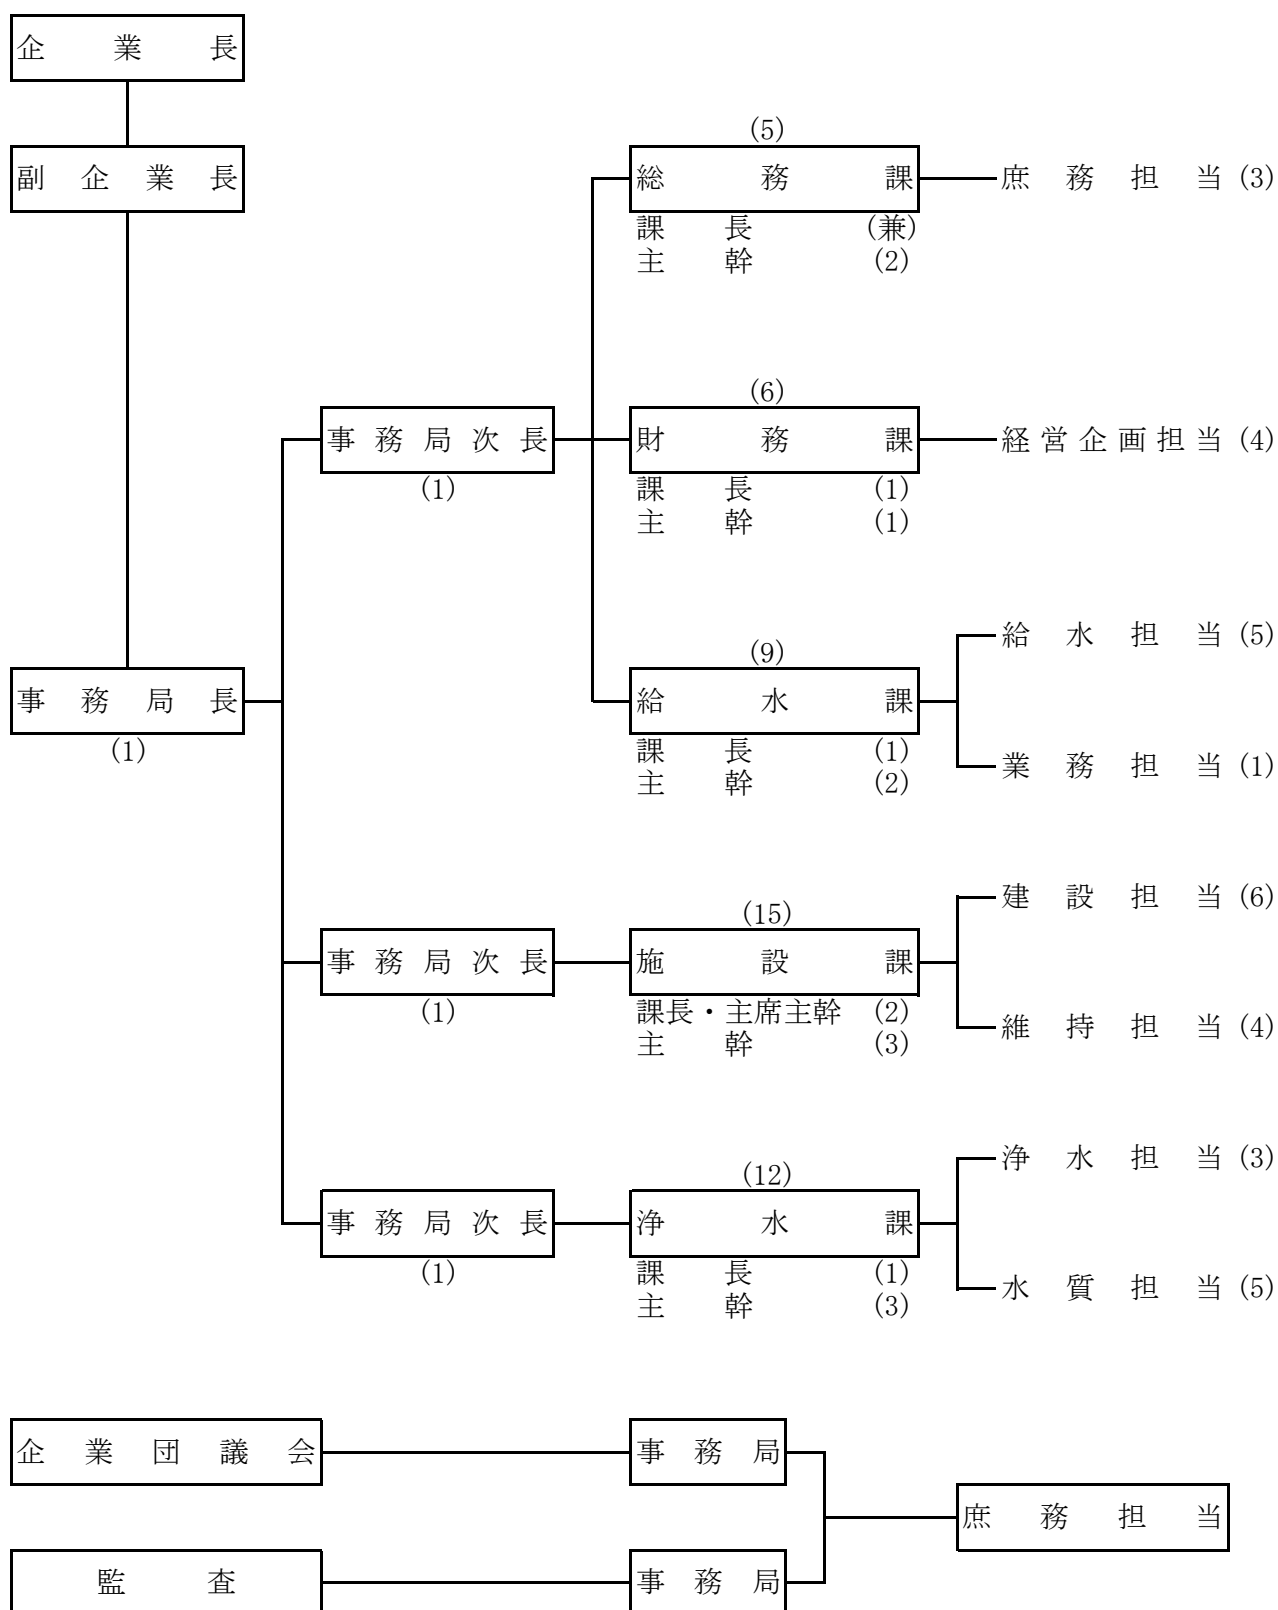 企業長
副企業長
(5)
総務課
庶務担当(3)
課長(兼)
主幹(2)
(6)
事務局次長
財務課
経営企画担当(4)
(1)
課長(1)
主幹(1)
給水担当(5)
(9)
事務局長
給水課
(1)
課長(1)
業務担当(1)
主幹(2)
建設担当(6)
(15)
事務局次長
施設課
(1)
課長・主席主幹(2)
維持担当(4)
主幹(3)
浄水担当(3)
(12)
事務局次長
浄水課
(1)
課長(1)
水質担当(5)
主幹(3)
企業団議会
事務局
庶務担当
監査
事務局